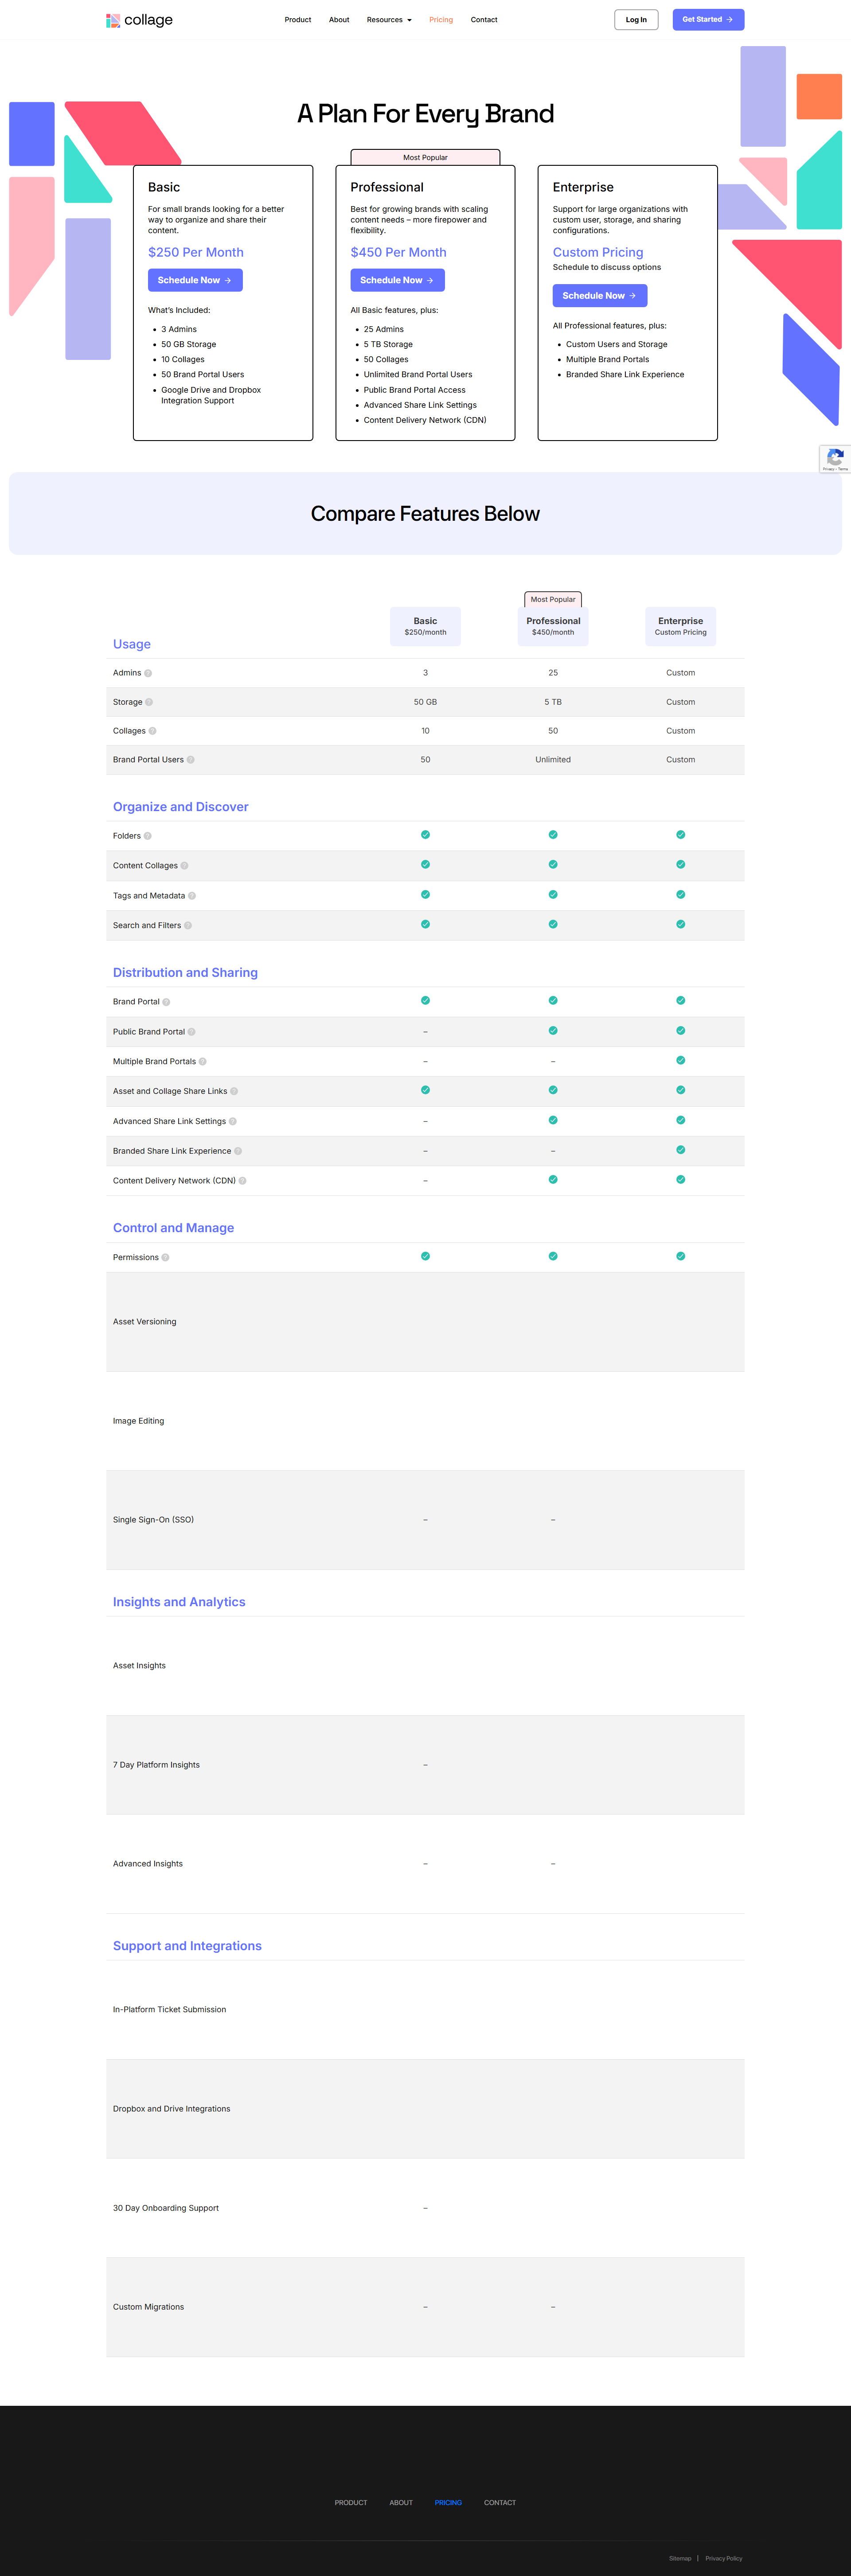 collage
Product About Resources Pricing Contact
Log In
Get Started →
A Plan For Every Brand
Most Popular
Basic
For small brands looking for a better
way to organize and share their
content.
$250 Per Month
Schedule Now →
What's Included:
• 3 Admins
• 50 GB Storage
• 10 Collages
• 50 Brand Portal Users
• Google Drive and Dropbox
Integration Support
Professional
Best for growing brands with scaling
content needs – more firepower and
flexibility.
$450 Per Month
Schedule Now →
All Basic features, plus:
• 25 Admins
• 5 TB Storage
• 50 Collages
• Unlimited Brand Portal Users
• Public Brand Portal Access
• Advanced Share Link Settings
• Content Delivery Network (CDN)
Enterprise
Support for large organizations with
custom user, storage, and sharing
configurations.
Custom Pricing
Schedule to discuss options
Schedule Now →
All Professional features, plus:
• Custom Users and Storage
• Multiple Brand Portals
• Branded Share Link Experience
Privacy - Terms
Compare Features Below
Most Popular
Basic Professional Enterprise
$250/month $450/month Custom Pricing
Usage
Admins ? 3 25 Custom
Storage ? 50 GB 5 TB Custom
Collages ? 10 50 Custom
Brand Portal Users ? 50 Unlimited Custom
Organize and Discover
Folders ?
Content Collages ?
Tags and Metadata ?
Search and Filters ?
Distribution and Sharing
Brand Portal ?
Public Brand Portal ? –
Multiple Brand Portals ? – –
Asset and Collage Share Links ?
Advanced Share Link Settings ? –
Branded Share Link Experience ? – –
Content Delivery Network (CDN) ? –
Control and Manage
Permissions ?
Asset Versioning
Image Editing
Single Sign-On (SSO) – –
Insights and Analytics
Asset Insights
7 Day Platform Insights –
Advanced Insights – –
Support and Integrations
In-Platform Ticket Submission
Dropbox and Drive Integrations
30 Day Onboarding Support –
Custom Migrations – –
PRODUCT ABOUT PRICING CONTACT
Sitemap | Privacy Policy